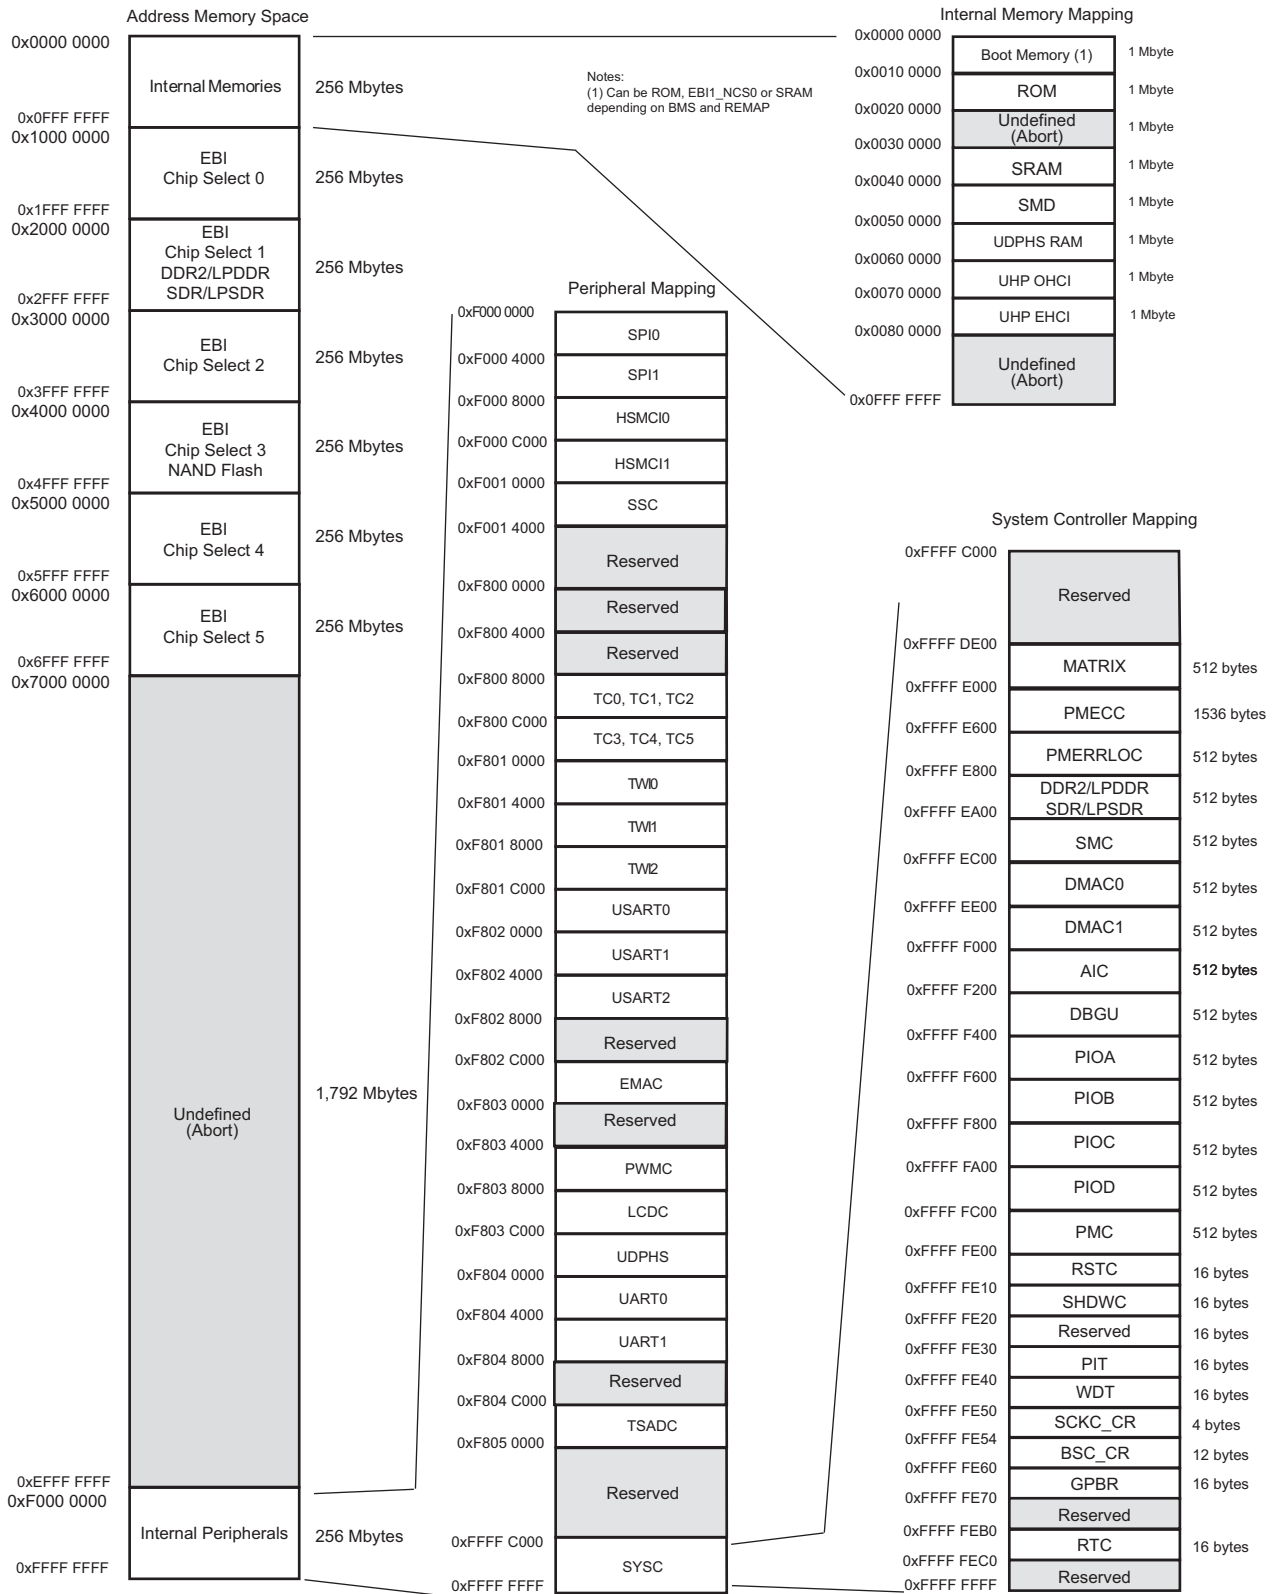 Address Memory Space
0x0000 0000
Internal Memories
256 Mbytes
0x0FFF FFFF
0x1000 0000
EBI
Chip Select 0
256 Mbytes
0x1FFF FFFF
0x2000 0000
EBI
Chip Select 1
DDR2/LPDDR
SDR/LPSDR
256 Mbytes
0x2FFF FFFF
0x3000 0000
EBI
Chip Select 2
256 Mbytes
0x3FFF FFFF
0x4000 0000
EBI
Chip Select 3
NAND Flash
256 Mbytes
0x4FFF FFFF
0x5000 0000
EBI
Chip Select 4
256 Mbytes
0x5FFF FFFF
0x6000 0000
EBI
Chip Select 5
256 Mbytes
0x6FFF FFFF
0x7000 0000
Undefined
(Abort)
1,792 Mbytes
0xEFFF FFFF
0xF000 0000
Internal Peripherals
256 Mbytes
0xFFFF FFFF
Notes:
(1) Can be ROM, EBI1_NCS0 or SRAM
depending on BMS and REMAP
Peripheral Mapping
0xF000 0000
SPI0
0xF000 4000
SPI1
0xF000 8000
HSMCI0
0xF000 C000
HSMCI1
0xF001 0000
SSC
0xF001 4000
Reserved
0xF800 0000
Reserved
0xF800 4000
Reserved
0xF800 8000
TC0, TC1, TC2
0xF800 C000
TC3, TC4, TC5
0xF801 0000
TWI0
0xF801 4000
TWI1
0xF801 8000
TWI2
0xF801 C000
USART0
0xF802 0000
USART1
0xF802 4000
USART2
0xF802 8000
Reserved
0xF802 C000
EMAC
0xF803 0000
Reserved
0xF803 4000
PWMC
0xF803 8000
LCDC
0xF803 C000
UDPHS
0xF804 0000
UART0
0xF804 4000
UART1
0xF804 8000
Reserved
0xF804 C000
TSADC
0xF805 0000
Reserved
0xFFFF C000
SYSC
0xFFFF FFFF
Internal Memory Mapping
0x0000 0000
Boot Memory (1)
1 Mbyte
0x0010 0000
ROM
1 Mbyte
0x0020 0000
Undefined
(Abort)
1 Mbyte
0x0030 0000
SRAM
1 Mbyte
0x0040 0000
SMD
1 Mbyte
0x0050 0000
UDPHS RAM
1 Mbyte
0x0060 0000
UHP OHCI
1 Mbyte
0x0070 0000
UHP EHCI
1 Mbyte
0x0080 0000
Undefined
(Abort)
0x0FFF FFFF
System Controller Mapping
0xFFFF C000
Reserved
0xFFFF DE00
MATRIX
512 bytes
0xFFFF E000
PMECC
1536 bytes
0xFFFF E600
PMERRLOC
512 bytes
0xFFFF E800
DDR2/LPDDR
SDR/LPSDR
512 bytes
0xFFFF EA00
SMC
512 bytes
0xFFFF EC00
DMAC0
512 bytes
0xFFFF EE00
DMAC1
512 bytes
0xFFFF F000
AIC
512 bytes
0xFFFF F200
DBGU
512 bytes
0xFFFF F400
PIOA
512 bytes
0xFFFF F600
PIOB
512 bytes
0xFFFF F800
PIOC
512 bytes
0xFFFF FA00
PIOD
512 bytes
0xFFFF FC00
PMC
512 bytes
0xFFFF FE00
RSTC
16 bytes
0xFFFF FE10
SHDWC
16 bytes
0xFFFF FE20
Reserved
16 bytes
0xFFFF FE30
PIT
16 bytes
0xFFFF FE40
WDT
16 bytes
0xFFFF FE50
SCKC_CR
4 bytes
0xFFFF FE54
BSC_CR
12 bytes
0xFFFF FE60
GPBR
16 bytes
0xFFFF FE70
Reserved
0xFFFF FEB0
RTC
16 bytes
0xFFFF FEC0
Reserved
0xFFFF FFFF